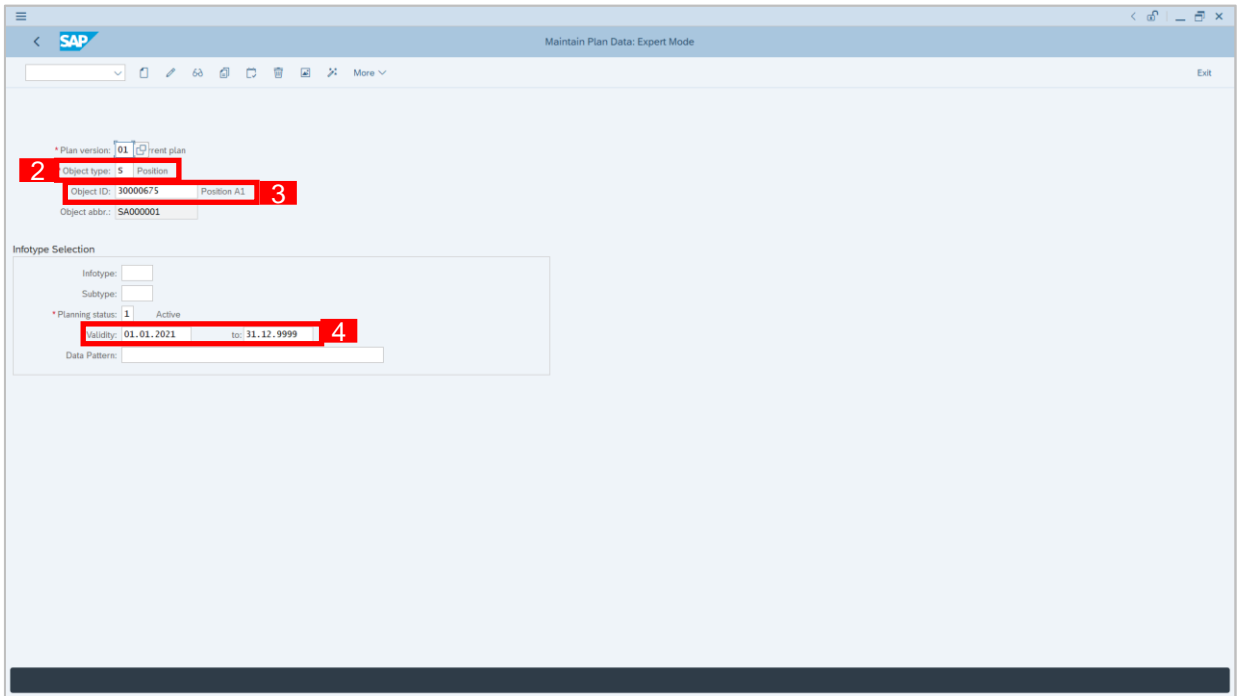 SAP
Maintain Plan Data: Expert Mode
More
Exit
* Plan version: 01 rent plan
2 Object type: S Position
Object ID: 30000675 Position A1 3
Object abbr.: SA000001
Infotype Selection
Infotype:
Subtype:
* Planning status: 1 Active
Validity: 01.01.2021 to: 31.12.9999 4
Data Pattern: